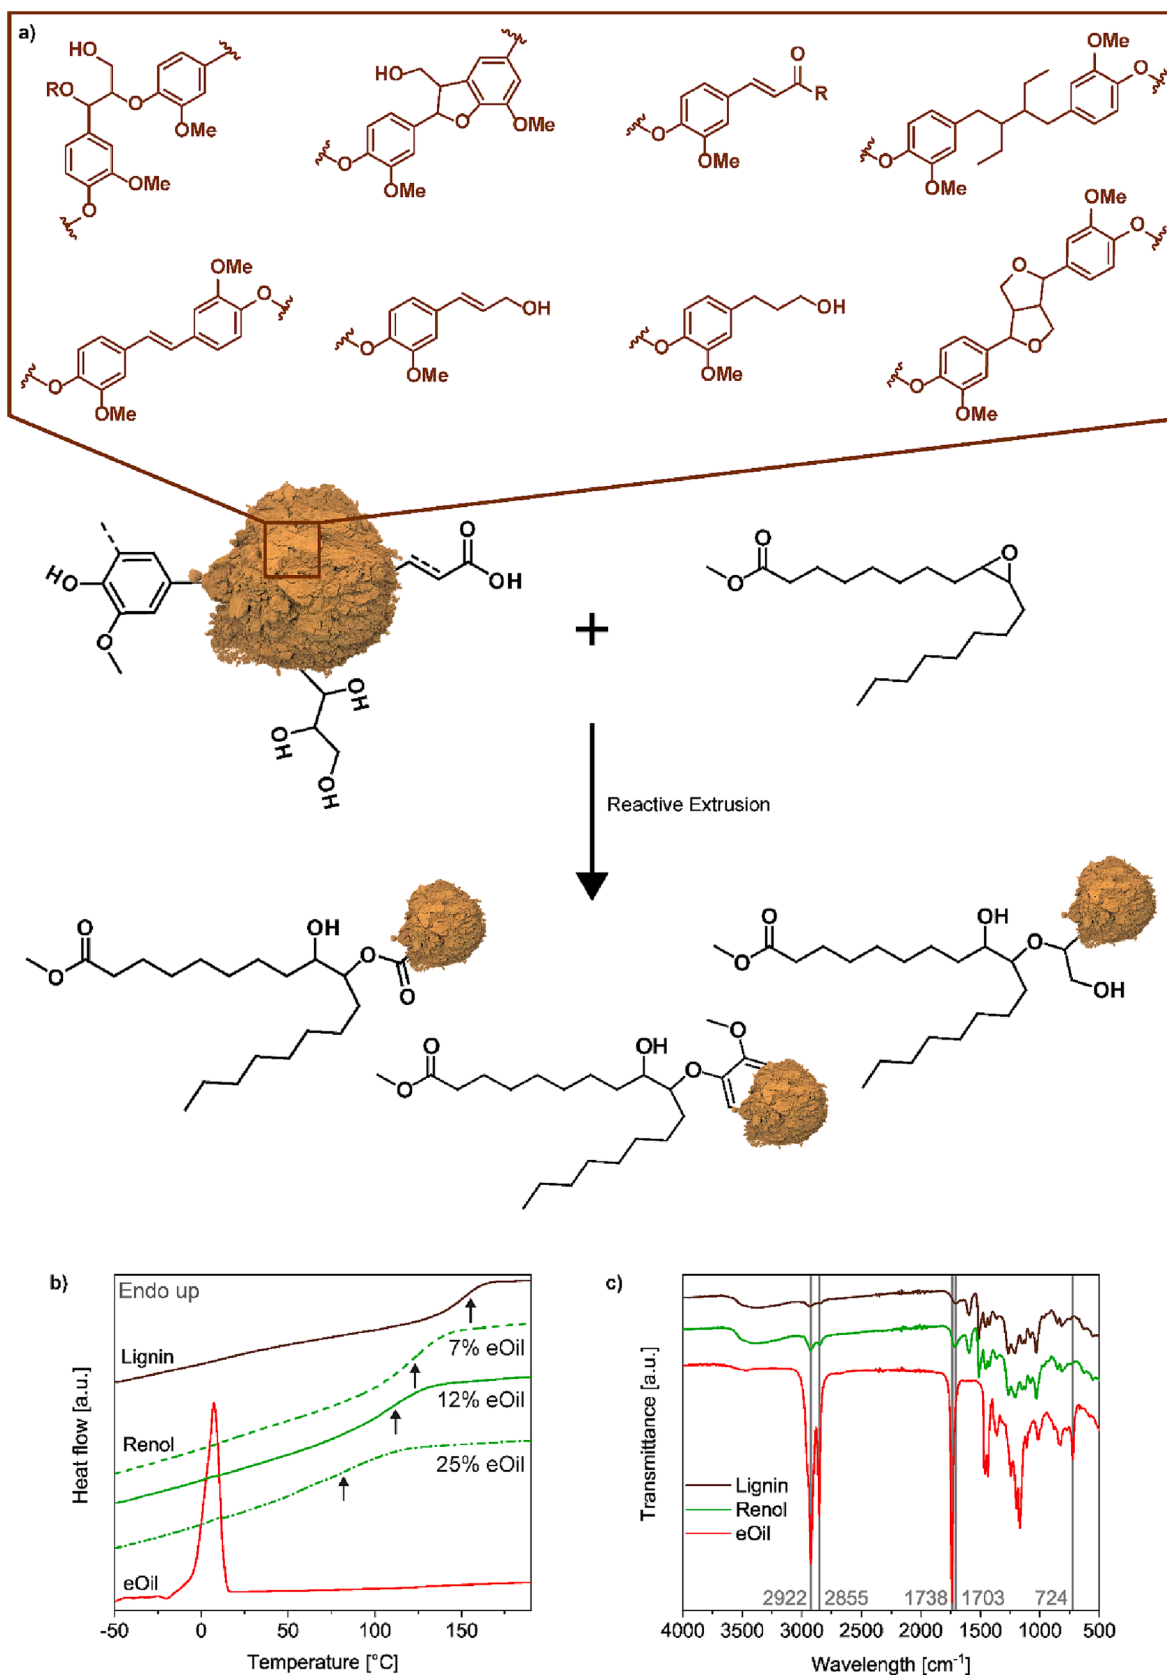 a)
HO
RO
O
OMe
OMe
O
HO
O
OMe
O
OMe
O
R
O
OMe
OMe
O
O
OMe
OMe
O
O
OMe
OH
O
OMe
OH
O
OMe
OMe
O
O
O
O
OMe
HO
O
O
OH
OH
OH
OH
+
O
O
O
Reactive Extrusion
O
O
OH
O
O
O
O
OH
O
O
O
O
OH
O
OH
b)
Endo up
Lignin
7% eOil
12% eOil
Renol
25% eOil
eOil
Heat flow [a.u.]
-50 0 50 100 150
Temperature [°C]
c)
Transmittance [a.u.]
Lignin
Renol
eOil
2922 2855 1738 1703 724
4000 3500 3000 2500 2000 1500 1000 500
Wavelength [cm⁻¹]